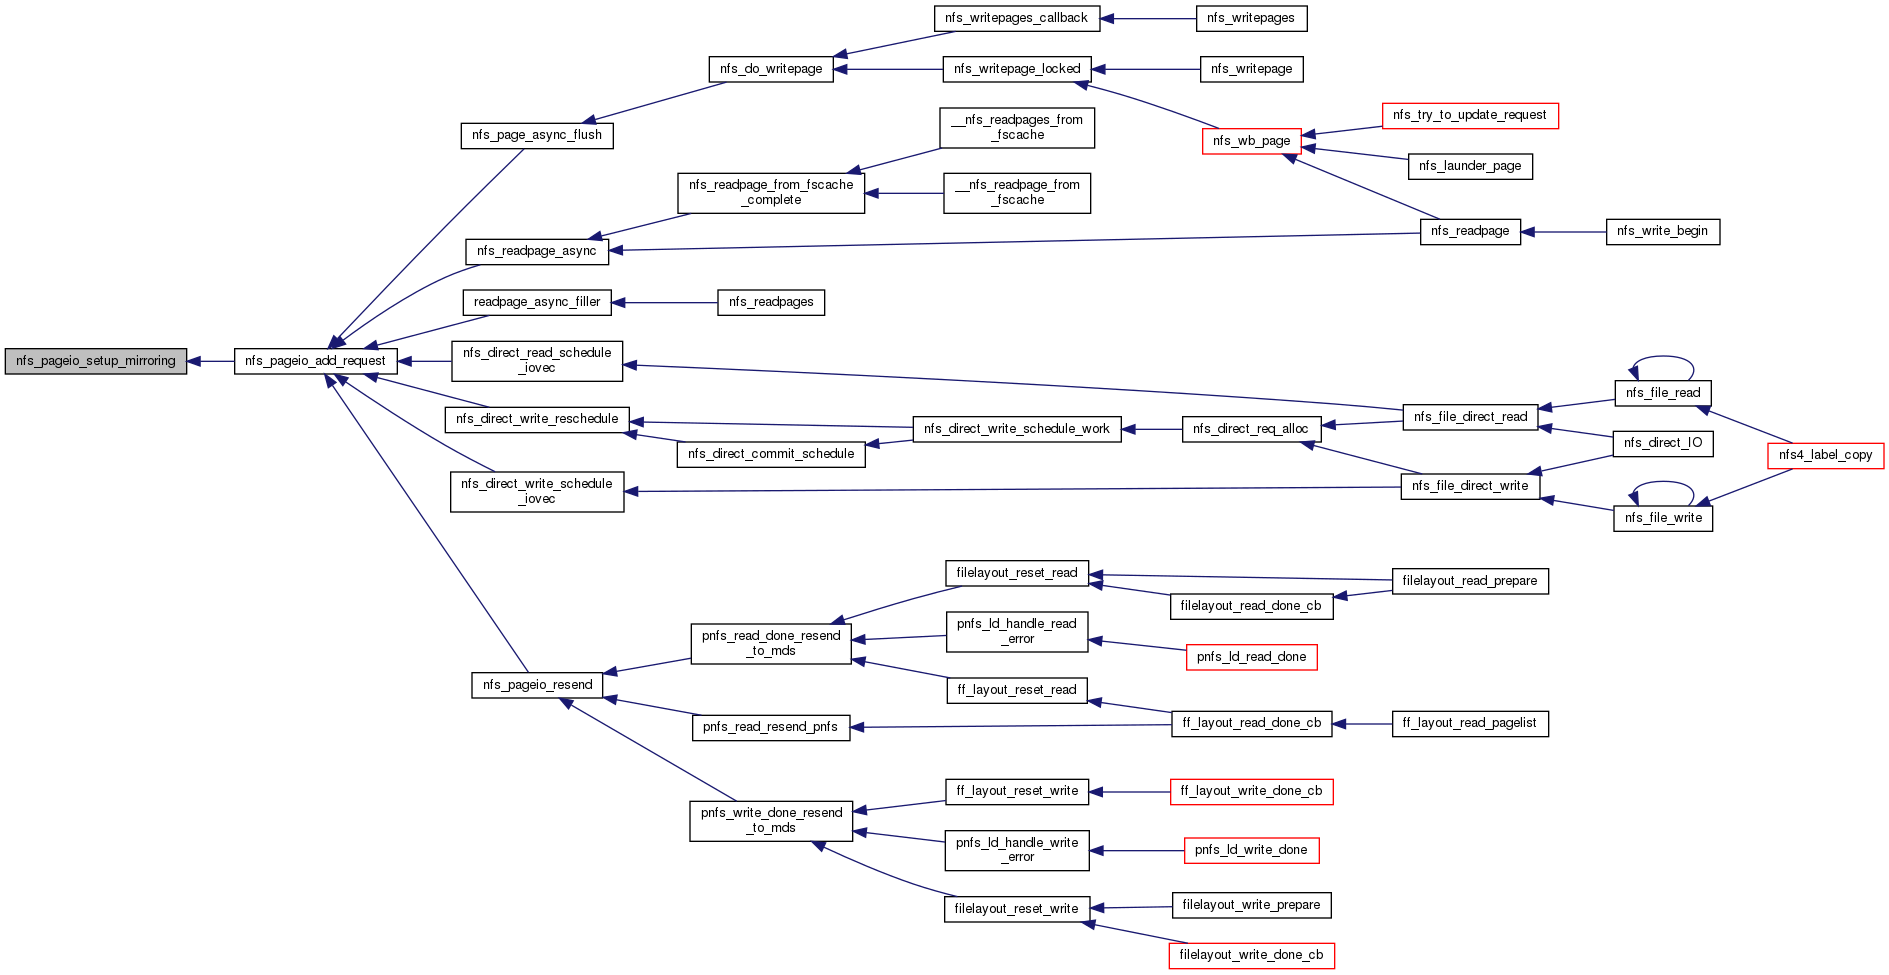 nfs_writepages_callback
nfs_writepages
nfs_do_writepage
nfs_writepage_locked
nfs_writepage
__nfs_readpages_from
_fscache
nfs_try_to_update_request
nfs_page_async_flush
nfs_wb_page
nfs_launder_page
nfs_readpage_from_fscache
_complete
__nfs_readpage_from
_fscache
nfs_readpage
nfs_write_begin
nfs_readpage_async
readpage_async_filler
nfs_readpages
nfs_pageio_setup_mirroring
nfs_pageio_add_request
nfs_direct_read_schedule
_iovec
nfs_file_read
nfs_direct_write_reschedule
nfs_direct_write_schedule_work
nfs_direct_req_alloc
nfs_file_direct_read
nfs_direct_IO
nfs_direct_commit_schedule
nfs4_label_copy
nfs_direct_write_schedule
_iovec
nfs_file_direct_write
nfs_file_write
filelayout_reset_read
filelayout_read_prepare
filelayout_read_done_cb
pnfs_read_done_resend
_to_mds
pnfs_ld_handle_read
_error
pnfs_ld_read_done
nfs_pageio_resend
ff_layout_reset_read
pnfs_read_resend_pnfs
ff_layout_read_done_cb
ff_layout_read_pagelist
ff_layout_reset_write
ff_layout_write_done_cb
pnfs_write_done_resend
_to_mds
pnfs_ld_handle_write
_error
pnfs_ld_write_done
filelayout_reset_write
filelayout_write_prepare
filelayout_write_done_cb